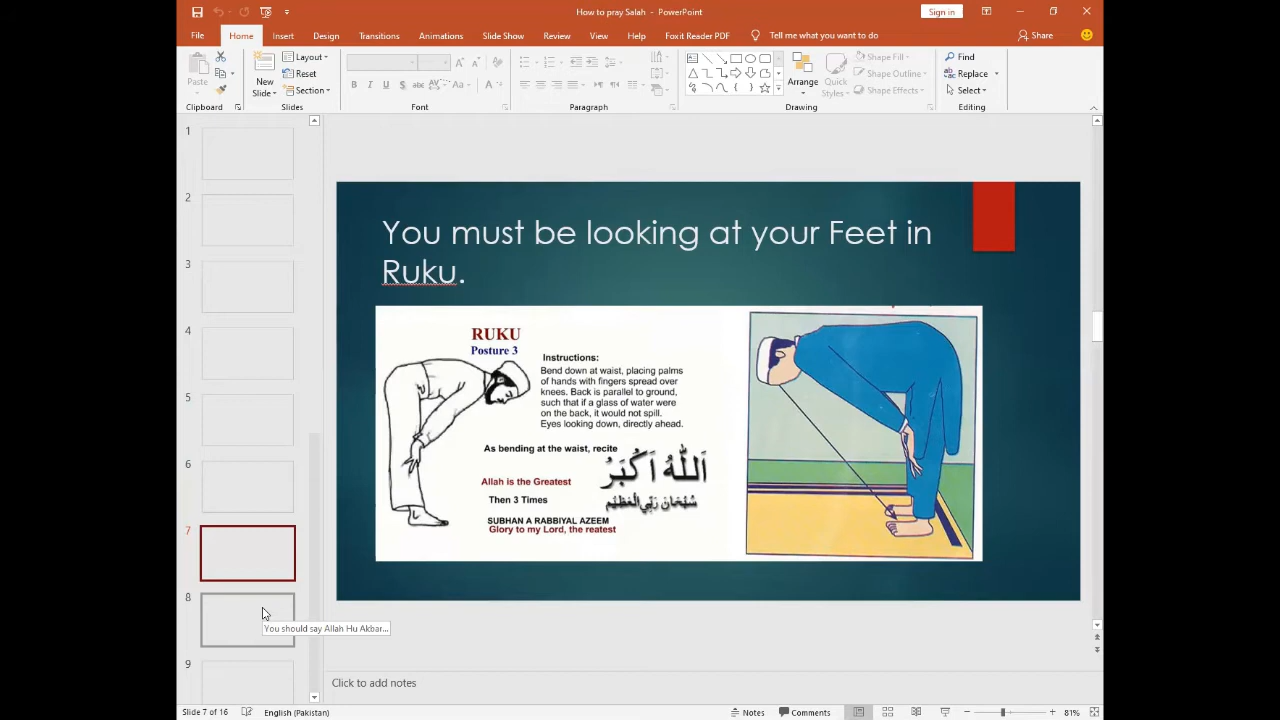 How to pray Salah - PowerPoint
Sign in
File Home Insert Design Transitions Animations Slide Show Review View Help Foxit Reader PDF Tell me what you want to do Share
Paste
Clipboard
New Slide
Layout
Reset
Section
Slides
Font
Paragraph
Arrange
Quick Styles
Shape Fill
Shape Outline
Shape Effects
Drawing
Find
Replace
Select
Editing
1
2
3
4
5
6
7
8
You should say Allah Hu Akbar...
9
You must be looking at your Feet in
Ruku.
RUKU
Posture 3
Instructions:
Bend down at waist, placing palms
of hands with fingers spread over
knees. Back is parallel to ground,
such that if a glass of water were
on the back, it would not spill.
Eyes looking down, directly ahead.
As bending at the waist, recite
اَللّٰهُ اَكْبَرُ
Allah is the Greatest
Then 3 Times
سُبْحَانَ رَبِّيَ الْعَظِيْمِ
SUBHAN A RABBIYAL AZEEM
Glory to my Lord, the reatest
Click to add notes
Slide 7 of 16 English (Pakistan) Notes Comments 81%